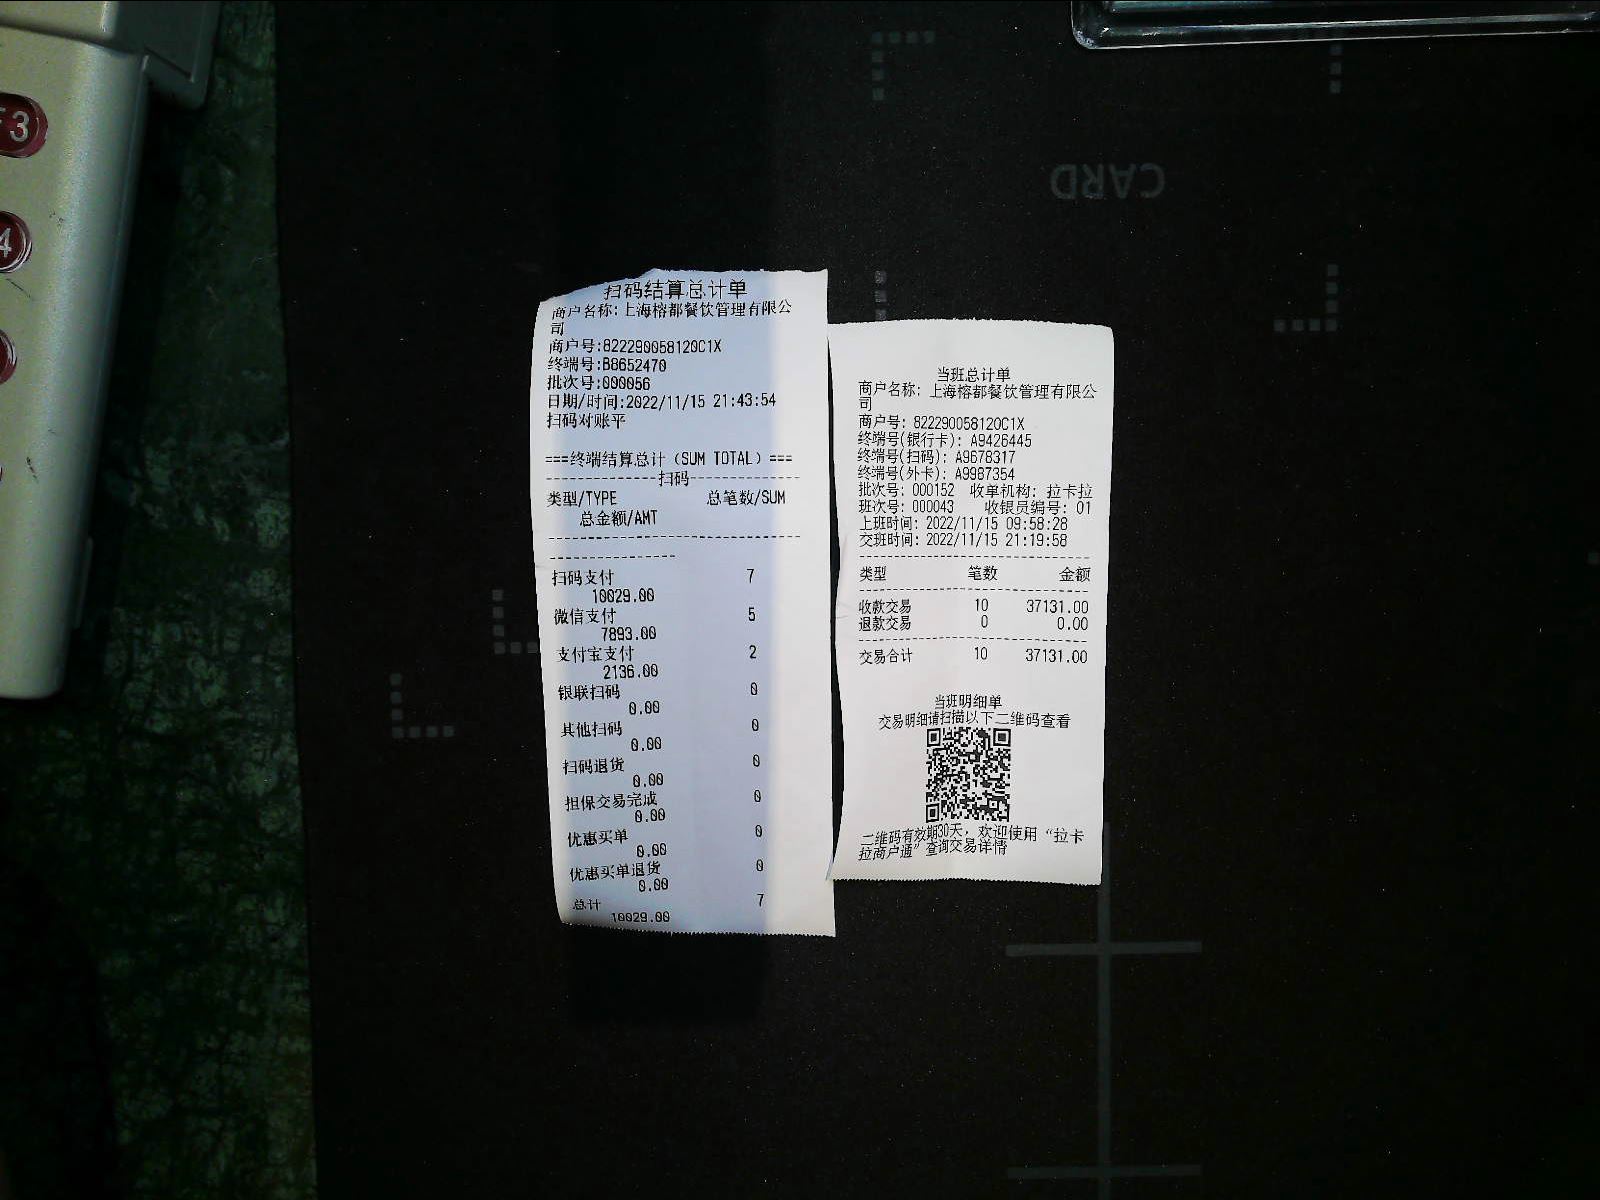 F3
4
CARD
扫码结算总计单
商户名称:上海榕都餐饮管理有限公
司
商户号:822290058120C1X
终端号:B8652470
批次号:000056
日期/时间:2022/11/15 21:43:54
扫码对账平
===终端结算总计（SUM TOTAL）===
----------------扫码----------------
类型/TYPE 总笔数/SUM
总金额/AMT
扫码支付 7
10029.00
微信支付 5
7893.00
支付宝支付 2
2136.00
银联扫码 0
0.00
其他扫码 0
0.00
扫码退货 0
0.00
担保交易完成 0
0.00
优惠买单 0
0.00
优惠买单退货 0
0.00
总计 7
10029.00
当班总计单
商户名称: 上海榕都餐饮管理有限公
司
商户号: 822290058120C1X
终端号(银行卡): A9426445
终端号(扫码): A9678317
终端号(外卡): A9987354
批次号: 000152 收单机构: 拉卡拉
班次号: 000043 收银员编号: 01
上班时间: 2022/11/15 09:58:28
交班时间: 2022/11/15 21:19:58
类型 笔数 金额
收款交易 10 37131.00
退款交易 0 0.00
交易合计 10 37131.00
当班明细单
交易明细请扫描以下二维码查看
二维码有效期30天，欢迎使用“拉卡
拉商户通”查询交易详情